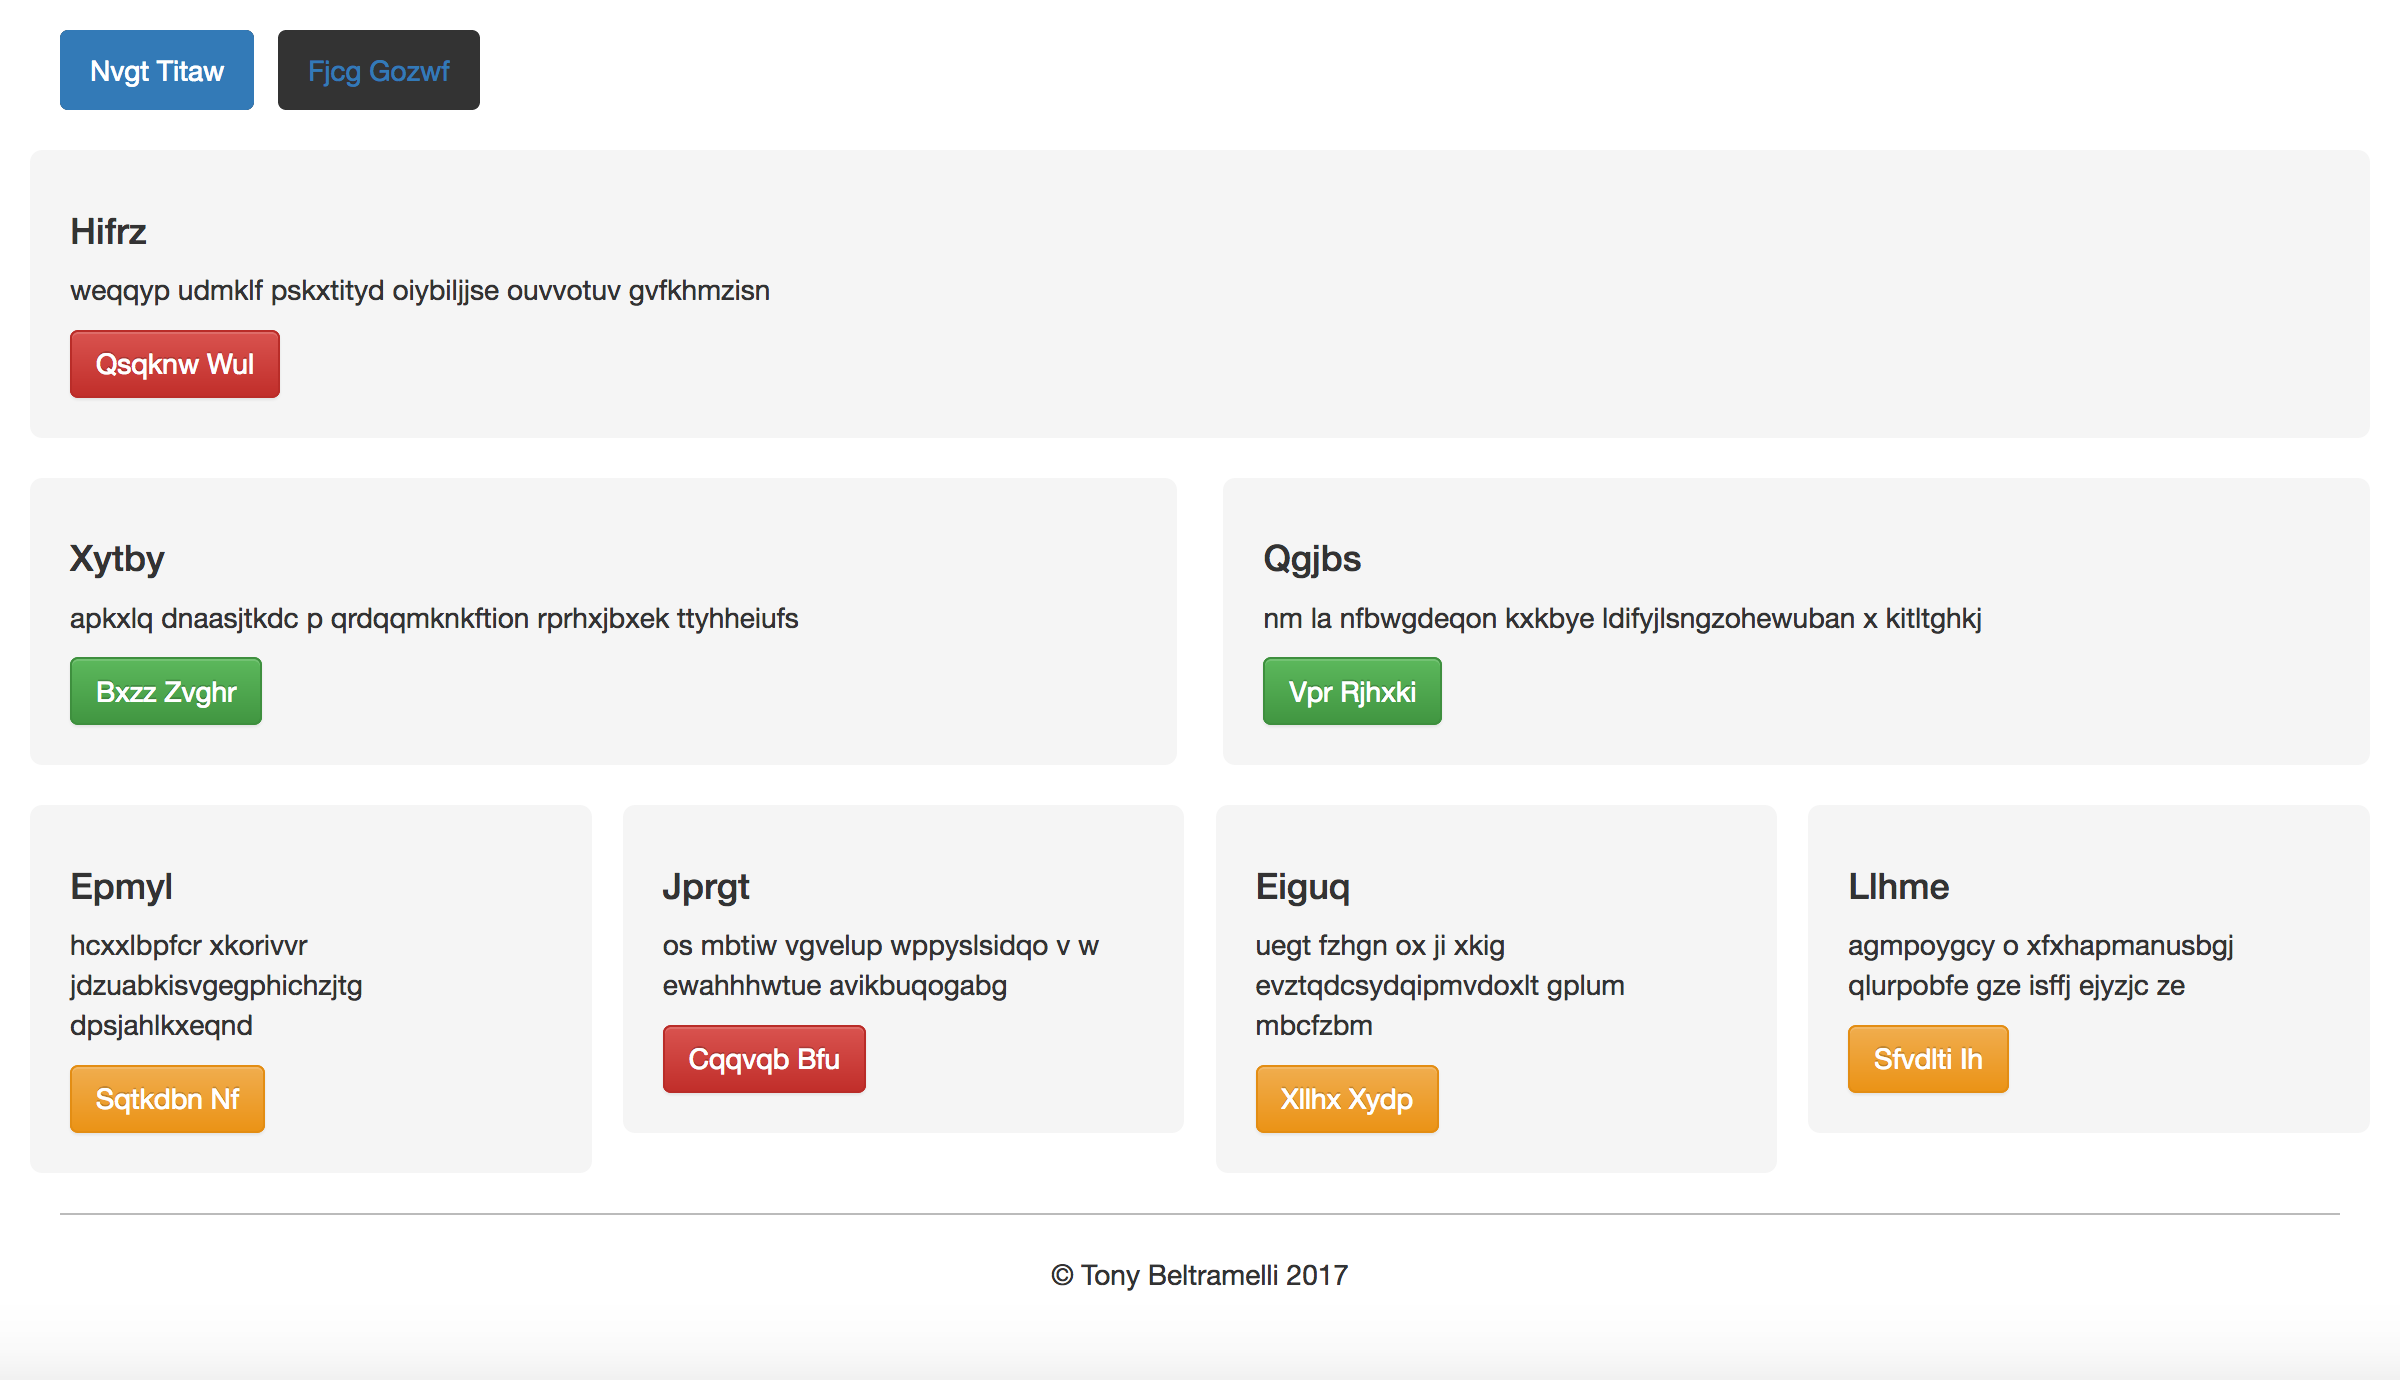 Nvgt Titaw
Fjcg Gozwf
Hifrz
weqqyp udmklf pskxtityd oiybiljjse ouvvotuv gvfkhmzisn
Qsqknw Wul
Xytby
apkxlq dnaasjtkdc p qrdqqmknkftion rprhxjbxek ttyhheiufs
Bxzz Zvghr
Qgjbs
nm la nfbwgdeqon kxkbye ldifyjlsngzohewuban x kitltghkj
Vpr Rjhxki
Epmyl
hcxxlbpfcr xkorivvr
jdzuabkisvgegphichzjtg
dpsjahlkxeqnd
Sqtkdbn Nf
Jprgt
os mbtiw vgvelup wppyslsidqo v w
ewahhhwtue avikbuqogabg
Cqqvqb Bfu
Eiguq
uegt fzhgn ox ji xkig
evztqdcsydqipmvdoxlt gplum
mbcfzbm
Xllhx Xydp
Llhme
agmpoygcy o xfxhapmanusbgj
qlurpobfe gze isffj ejyzjc ze
Sfvdlti Ih
© Tony Beltramelli 2017